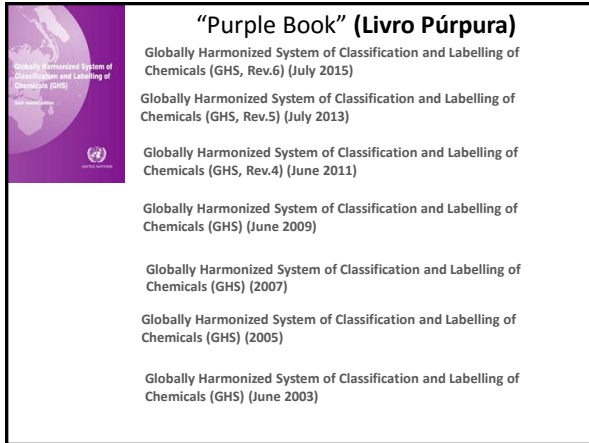 “Purple Book” (Livro Púrpura)
Globally Harmonized System of
Classification and Labelling of
Chemicals (GHS)
Sixth revised edition
UNITED NATIONS
Globally Harmonized System of Classification and Labelling of
Chemicals (GHS, Rev.6) (July 2015)
Globally Harmonized System of Classification and Labelling of
Chemicals (GHS, Rev.5) (July 2013)
Globally Harmonized System of Classification and Labelling of
Chemicals (GHS, Rev.4) (June 2011)
Globally Harmonized System of Classification and Labelling of
Chemicals (GHS) (June 2009)
Globally Harmonized System of Classification and Labelling of
Chemicals (GHS) (2007)
Globally Harmonized System of Classification and Labelling of
Chemicals (GHS) (2005)
Globally Harmonized System of Classification and Labelling of
Chemicals (GHS) (June 2003)